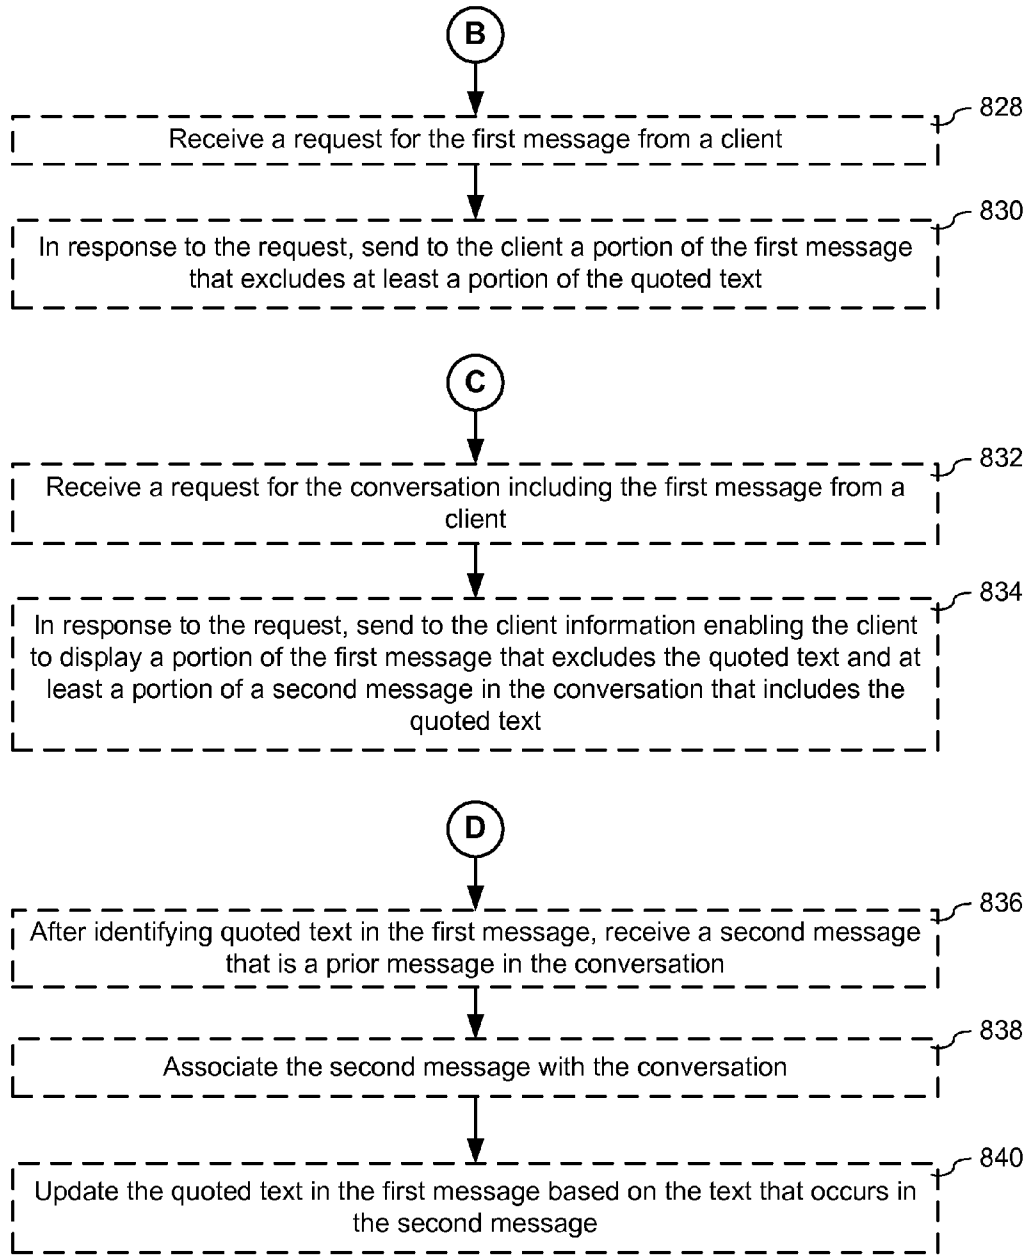 B
828
Receive a request for the first message from a client
830
In response to the request, send to the client a portion of the first message
that excludes at least a portion of the quoted text
C
832
Receive a request for the conversation including the first message from a
client
834
In response to the request, send to the client information enabling the client
to display a portion of the first message that excludes the quoted text and at
least a portion of a second message in the conversation that includes the
quoted text
D
836
After identifying quoted text in the first message, receive a second message
that is a prior message in the conversation
838
Associate the second message with the conversation
840
Update the quoted text in the first message based on the text that occurs in
the second message